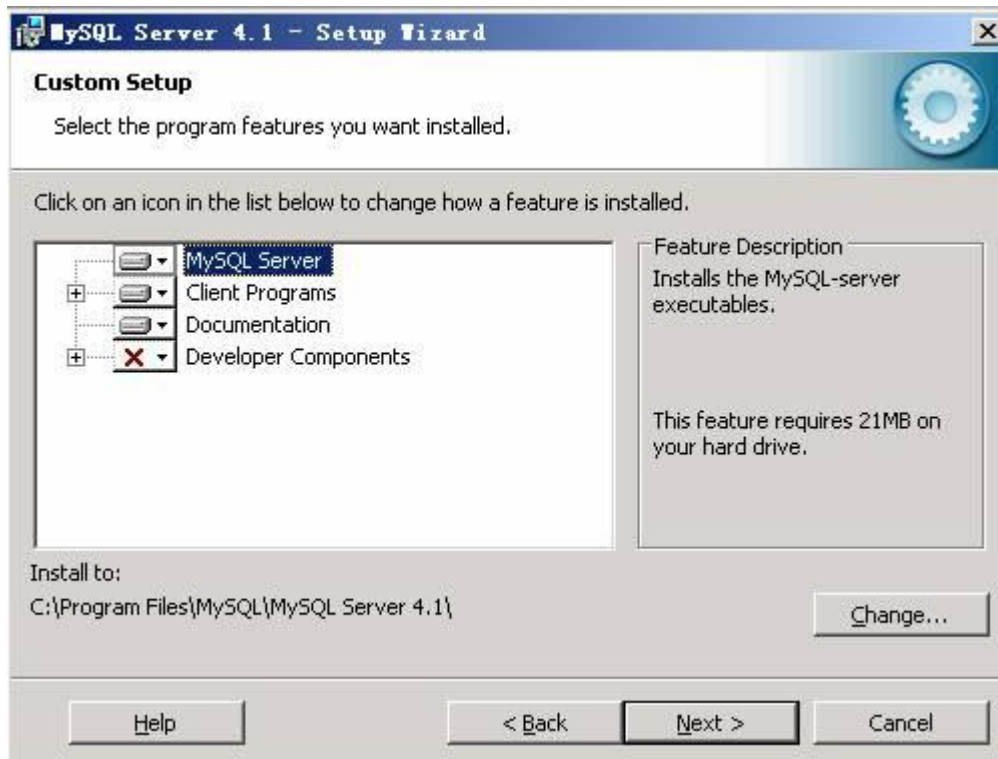 MySQL Server 4.1 - Setup Wizard
Custom Setup
Select the program features you want installed.
Click on an icon in the list below to change how a feature is installed.
MySQL Server
Client Programs
Documentation
Developer Components
Feature Description
Installs the MySQL-server
executables.
This feature requires 21MB on
your hard drive.
Install to:
C:\Program Files\MySQL\MySQL Server 4.1\
Change...
Help
< Back
Next >
Cancel